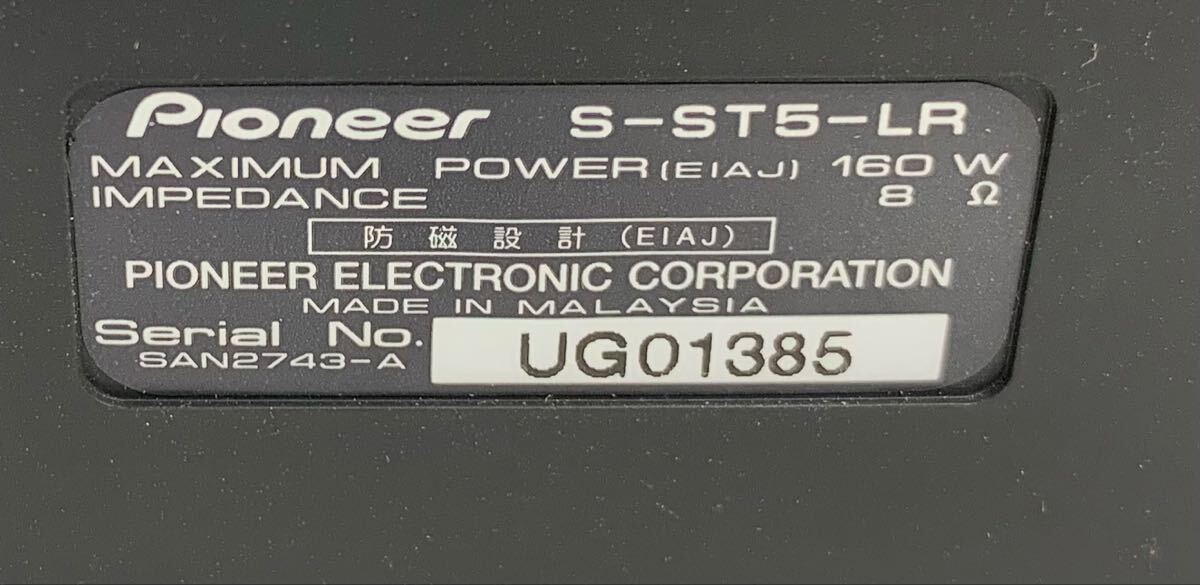 Pioneer S-ST5-LR
MAXIMUM POWER (EIAJ) 160 W
IMPEDANCE 8 Ω
防磁設計 (EIAJ)
PIONEER ELECTRONIC CORPORATION
MADE IN MALAYSIA
Serial No. UG01385
SAN2743-A